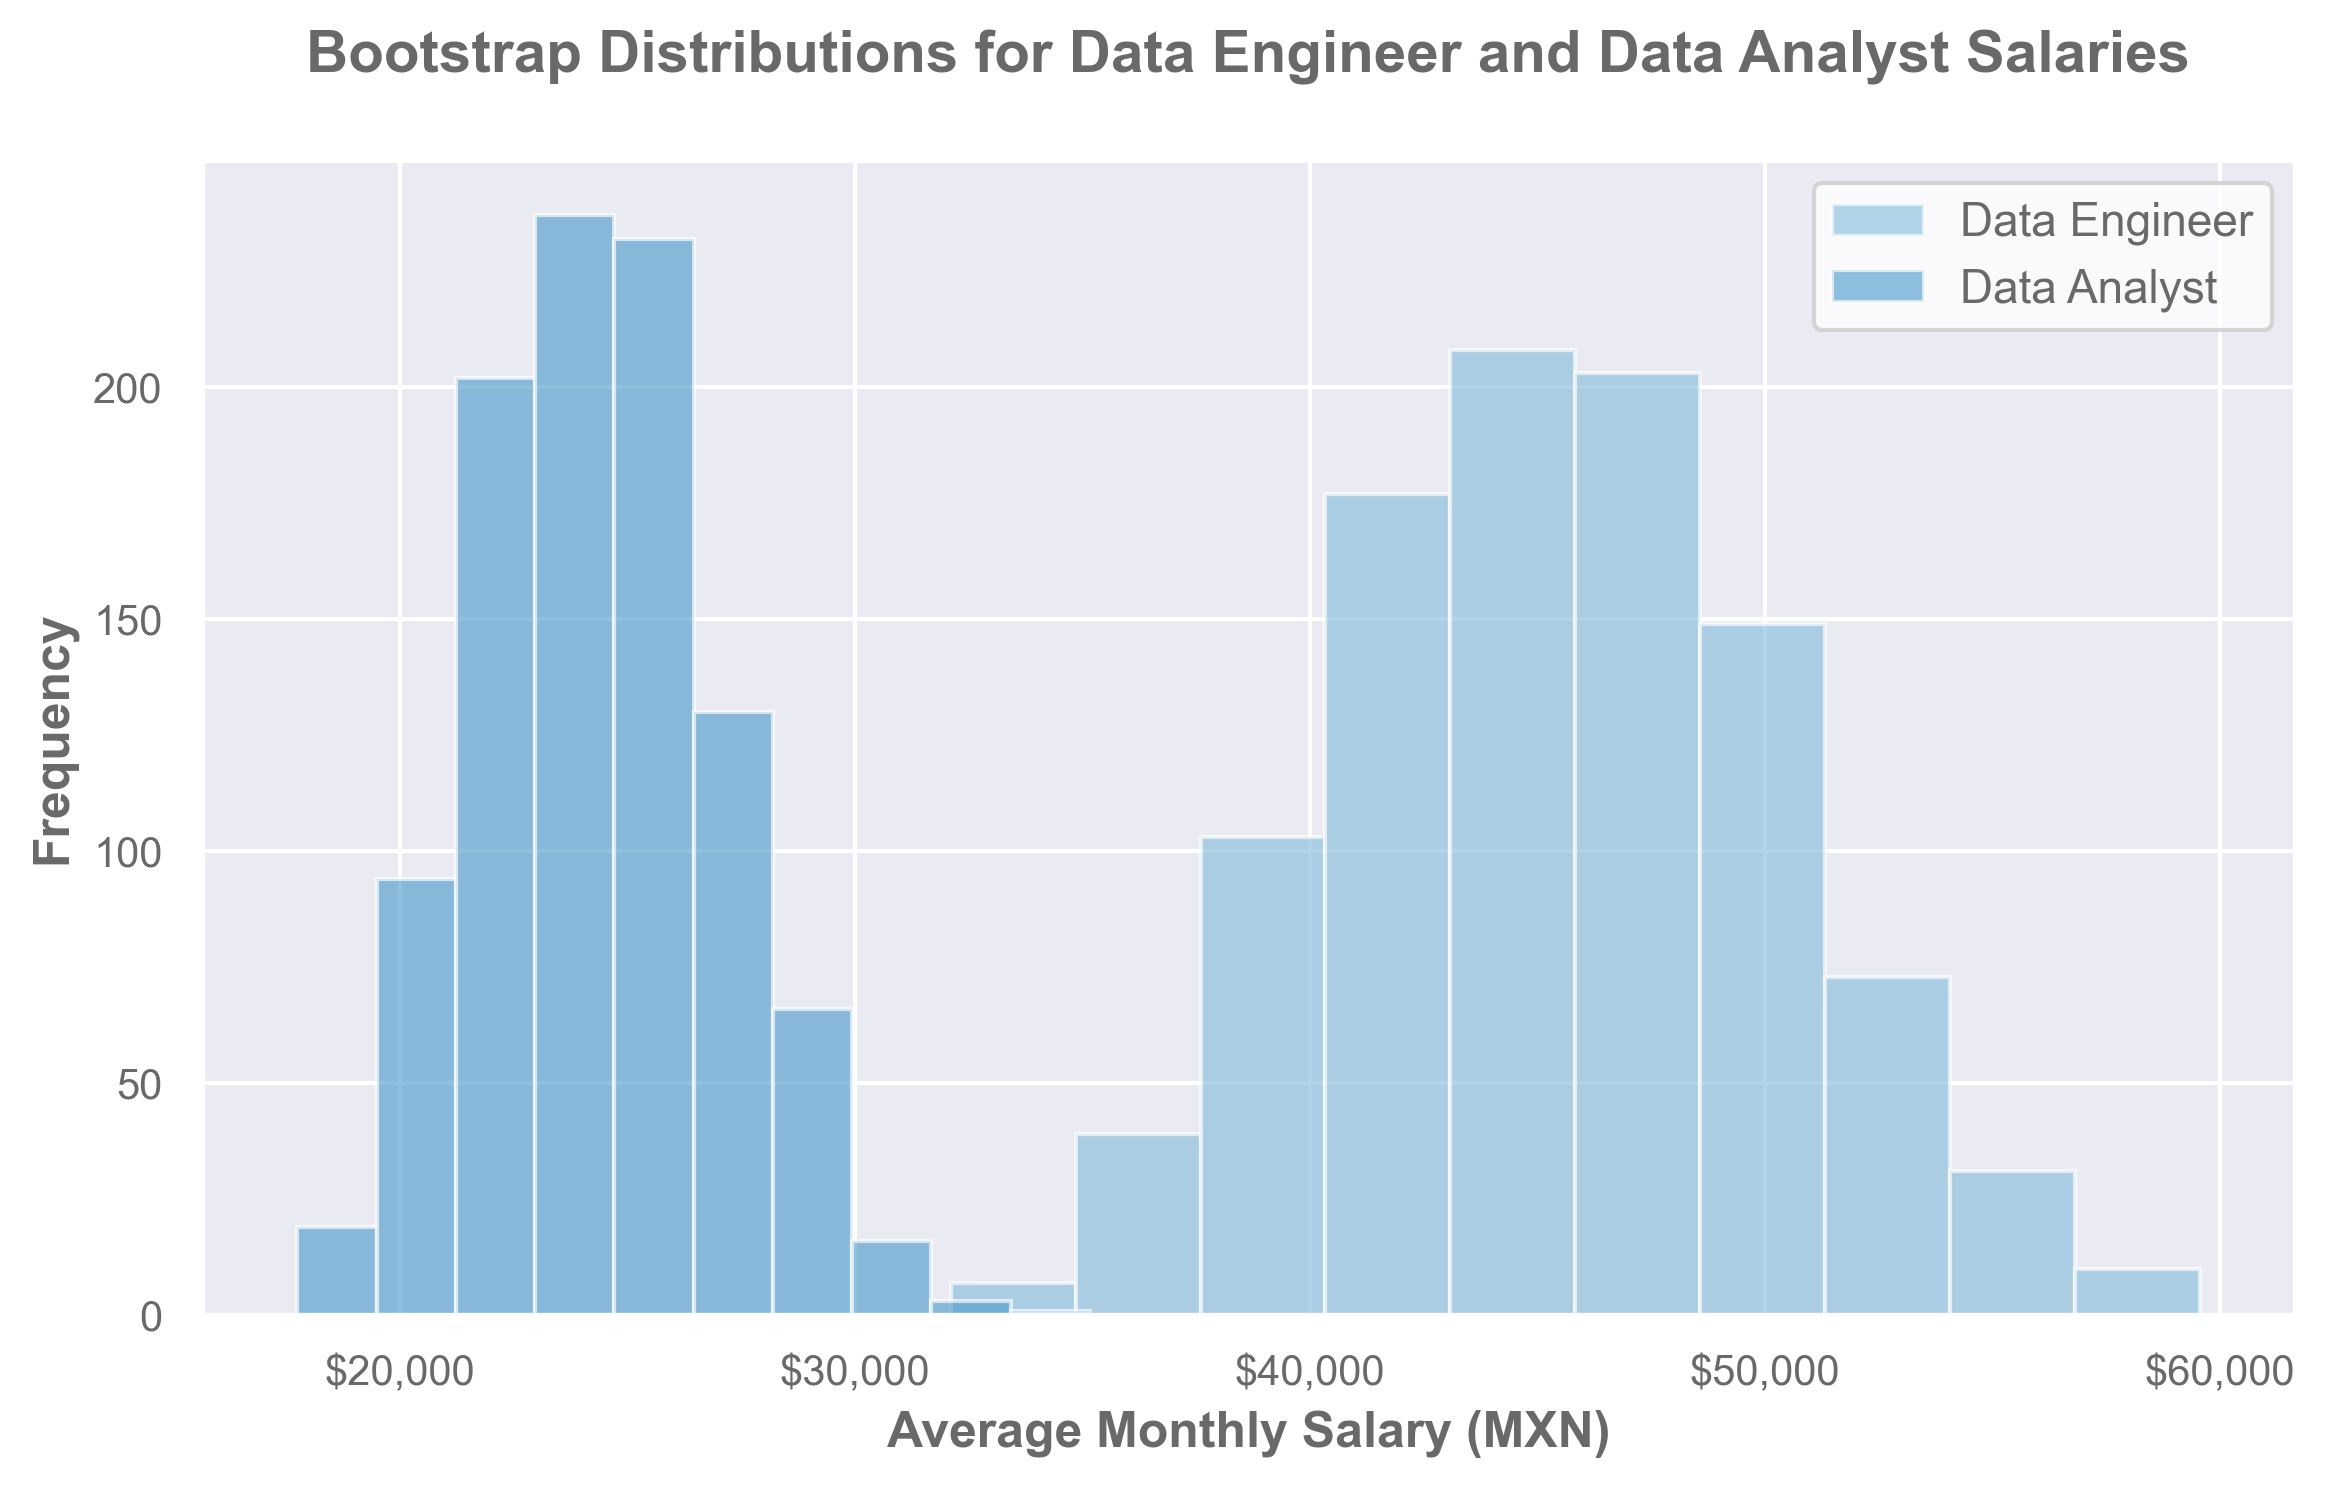 Bootstrap Distributions for Data Engineer and Data Analyst Salaries
Data Engineer
Data Analyst
Frequency
200
150
100
50
0
$20,000
$30,000
$40,000
$50,000
$60,000
Average Monthly Salary (MXN)